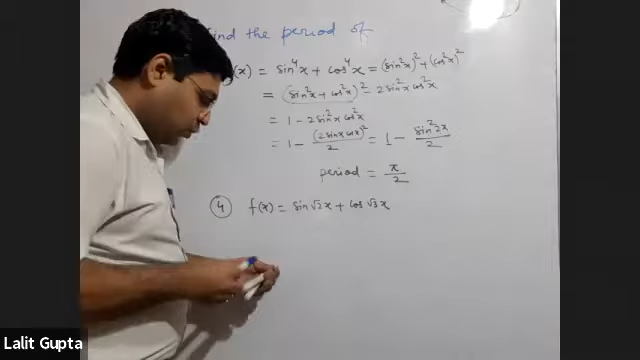 ind the period of
(x) = sin⁴x + cos⁴x = (sin²x)² + (cos²x)²
= (sin²x + cos²x)² = 2sin²x cos²x
= 1 - 2sin²x cos²x
= 1 - (2sinx cosx)²/2 = 1 - sin²2x/2
period = π/2
④ f(x) = sin √2x + cos √3x
Lalit Gupta